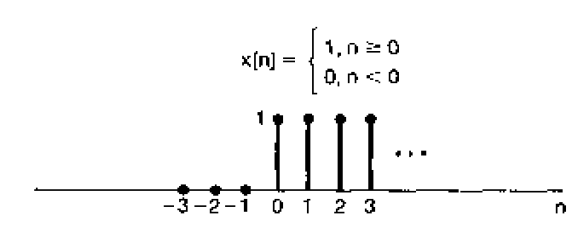 x[n] = { 1, n ≥ 0
0, n < 0
1
...
-3 -2 -1 0 1 2 3 n